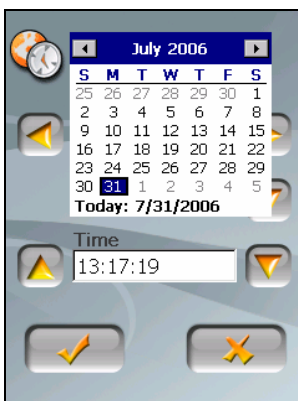 July 2006
S M T W T F S
25 26 27 28 29 30 1
2 3 4 5 6 7 8
9 10 11 12 13 14 15
16 17 18 19 20 21 22
23 24 25 26 27 28 29
30 31 1 2 3 4 5
Today: 7/31/2006
Time
13:17:19